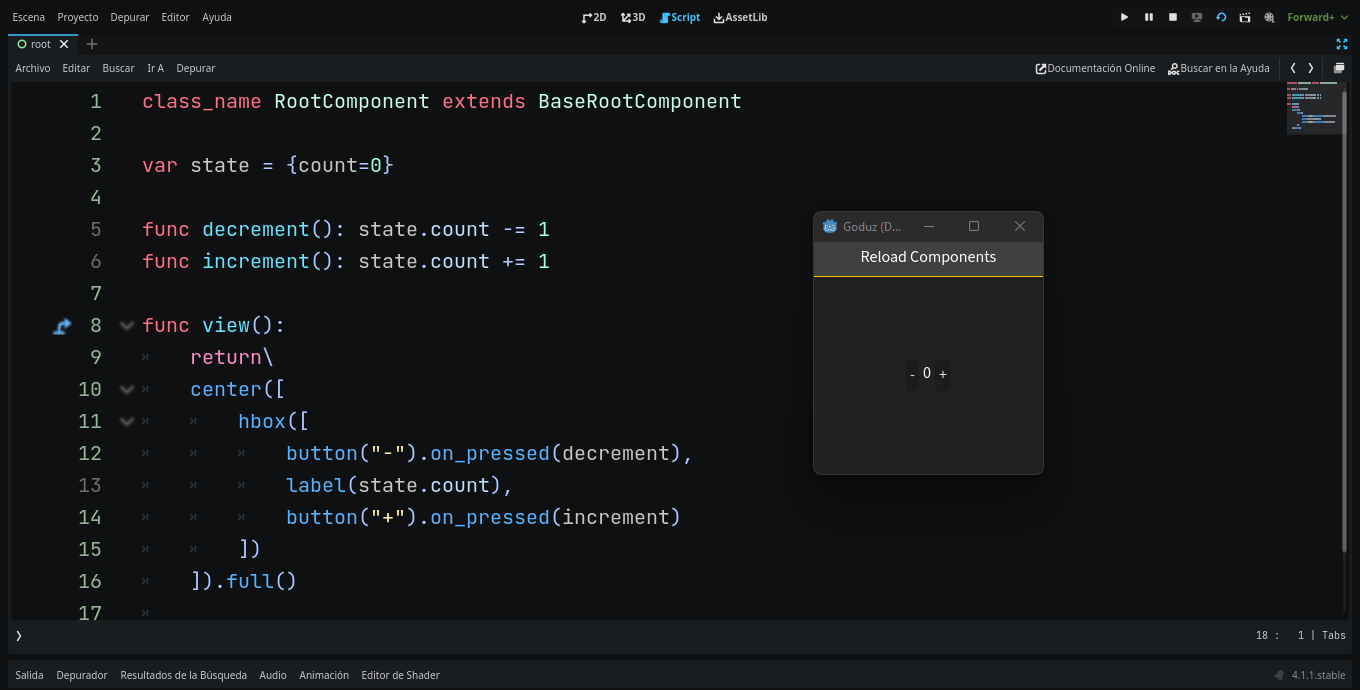 Escena Proyecto Depurar Editor Ayuda 2D 3D Script AssetLib Forward+
root
Archivo Editar Buscar Ir A Depurar Documentación Online Buscar en la Ayuda
1 class_name RootComponent extends BaseRootComponent
2
3 var state = {count=0}
4
5 func decrement(): state.count -= 1
6 func increment(): state.count += 1
7
8 func view():
9 return\
10 center([
11 hbox([
12 button("-").on_pressed(decrement),
13 label(state.count),
14 button("+").on_pressed(increment)
15 ])
16 ]).full()
17
Goduz (D...
Reload Components
- 0 +
18 : 1 | Tabs
Salida Depurador Resultados de la Búsqueda Audio Animación Editor de Shader 4.1.1.stable